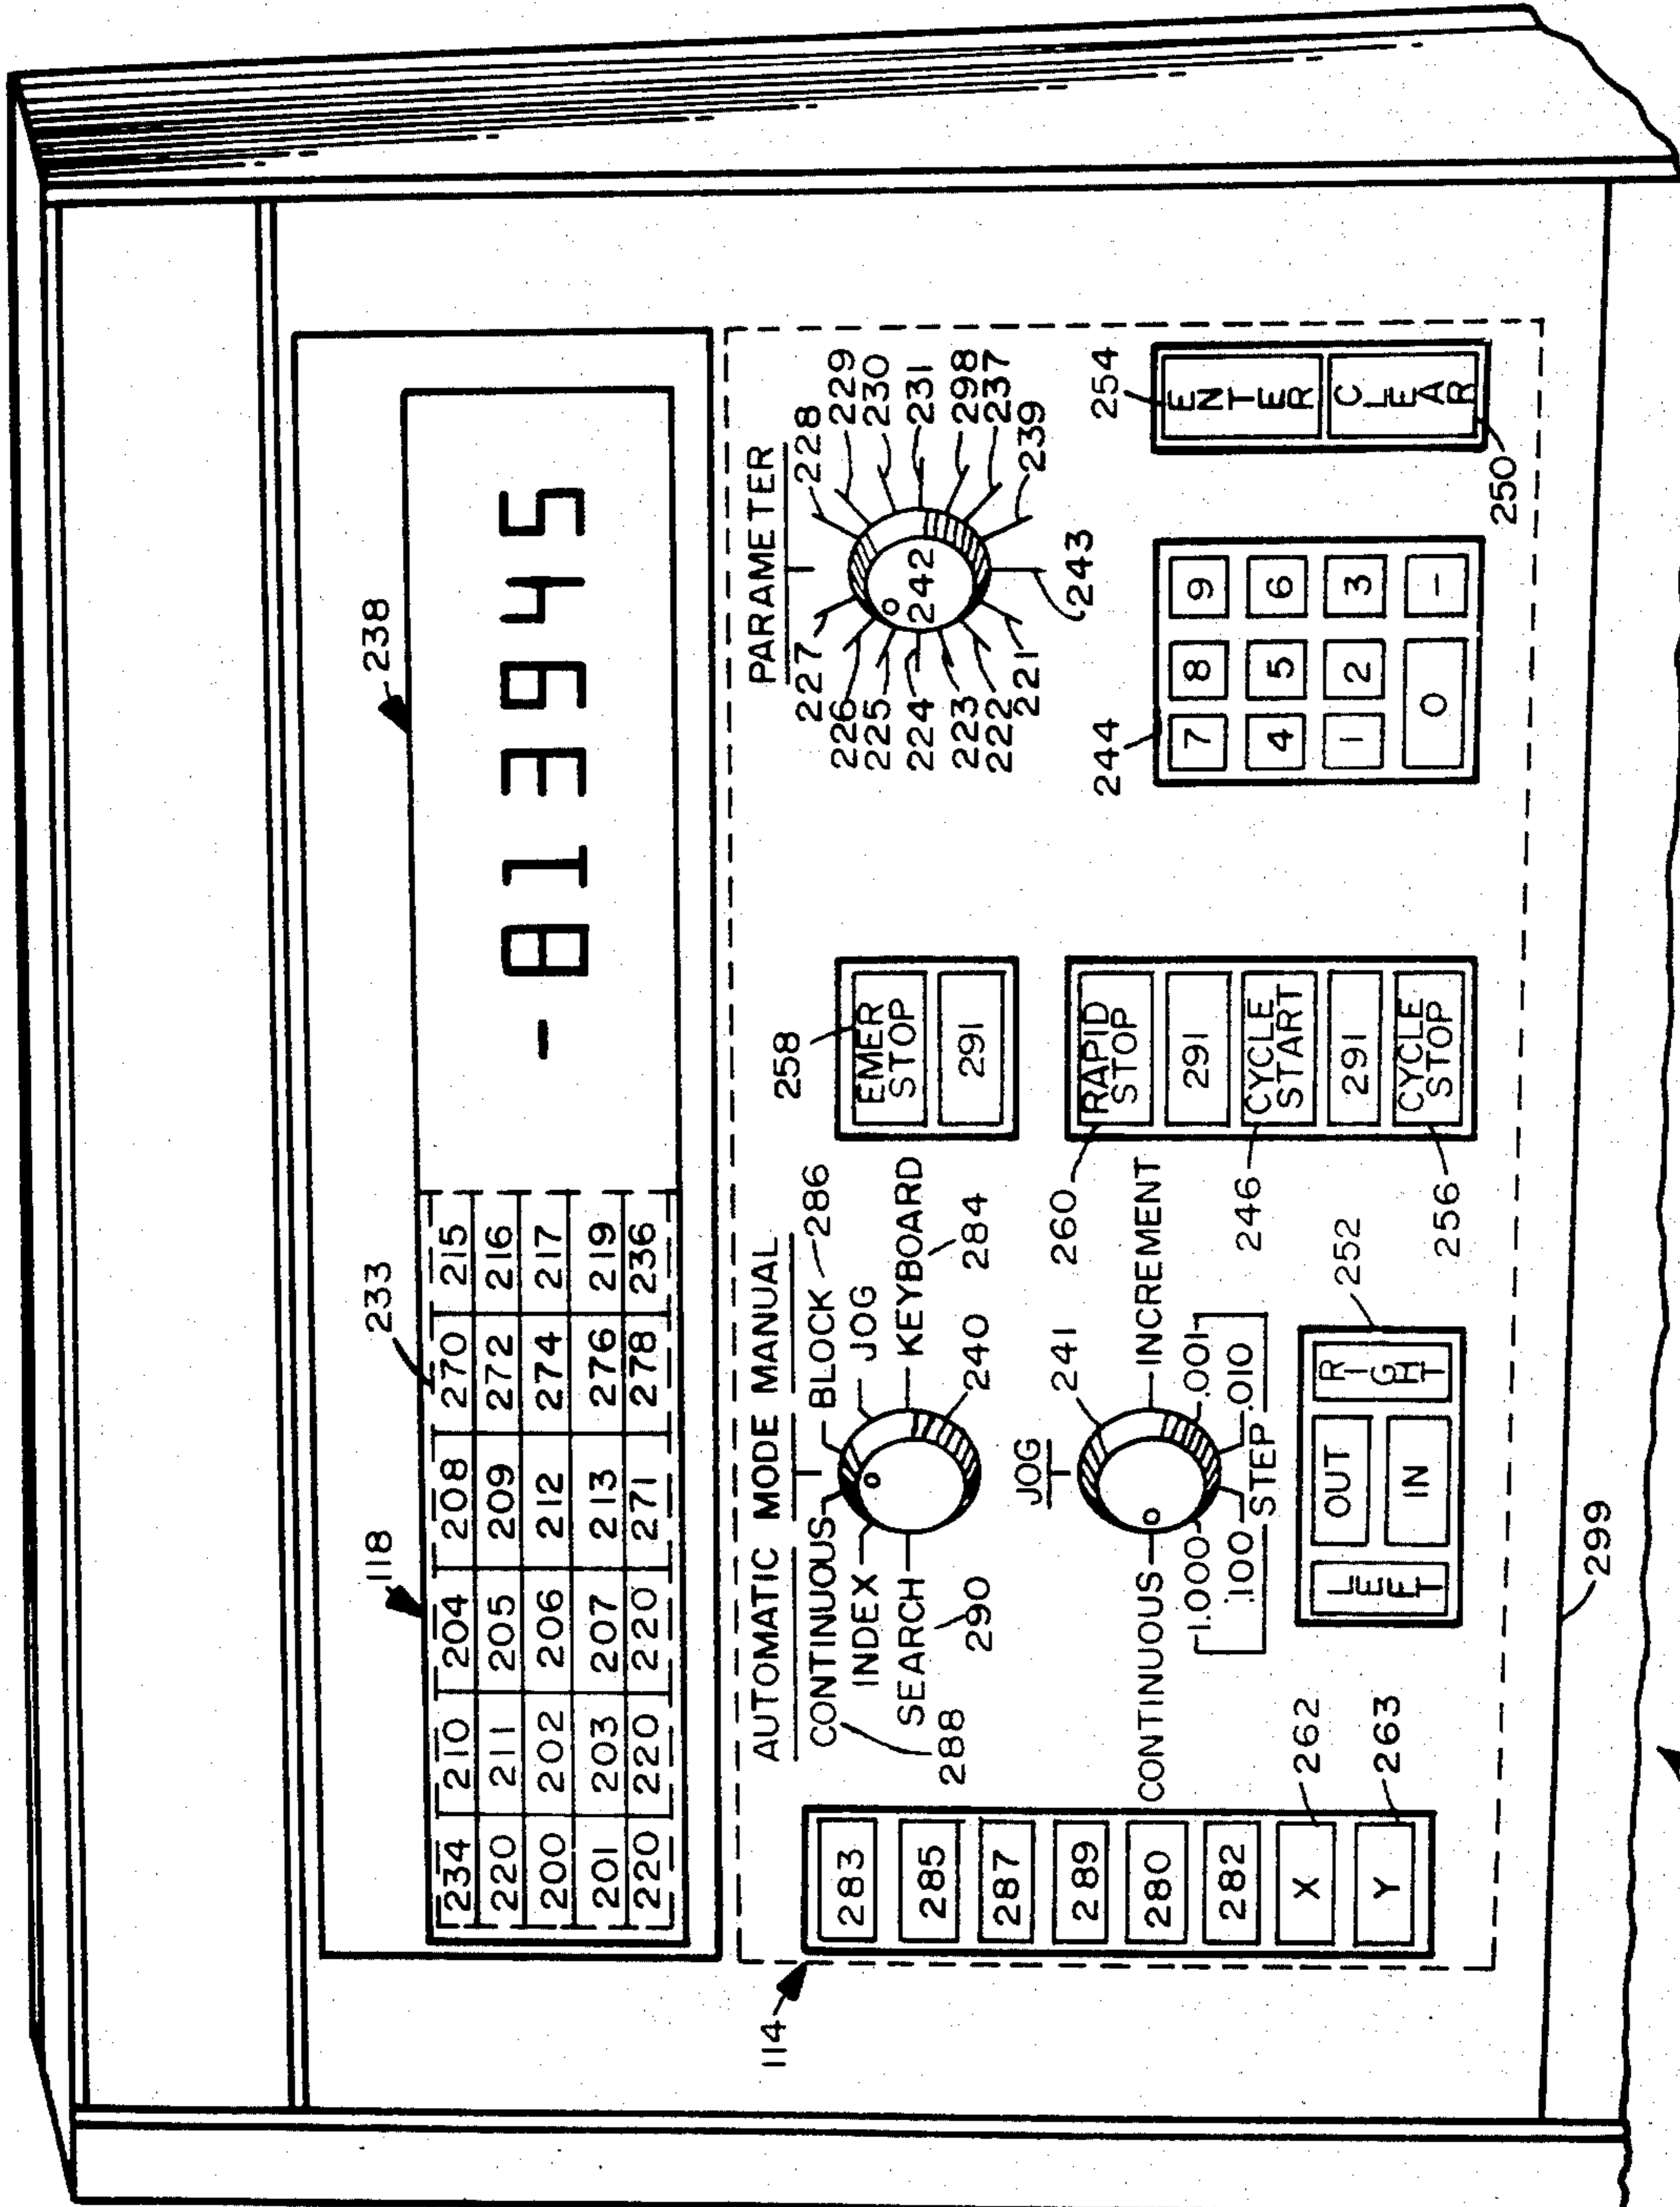 238
233
118
- 813945
234 210 204 208 270 215
220 211 205 209 272 216
200 202 206 212 274 217
201 203 207 213 276 219
220 220 220 271 278 236
114
283
285
287
289
280
282
X
Y
262
263
AUTOMATIC MODE MANUAL
CONTINUOUS
BLOCK
286
INDEX
JOG
SEARCH
KEYBOARD
288
290
240
284
JOG
241
CONTINUOUS
INCREMENT
1.000
.001
.100
.010
STEP
LEFT
OUT
IN
RIGHT
252
258
EMER
STOP
291
260
RAPID
STOP
291
246
CYCLE
START
291
256
CYCLE
STOP
PARAMETER
227
228
226
229
225
230
224
242
231
223
298
222
237
221
239
243
244
7 8 9
4 5 6
1 2 3
0 -
254
ENTER
CLEAR
250
299